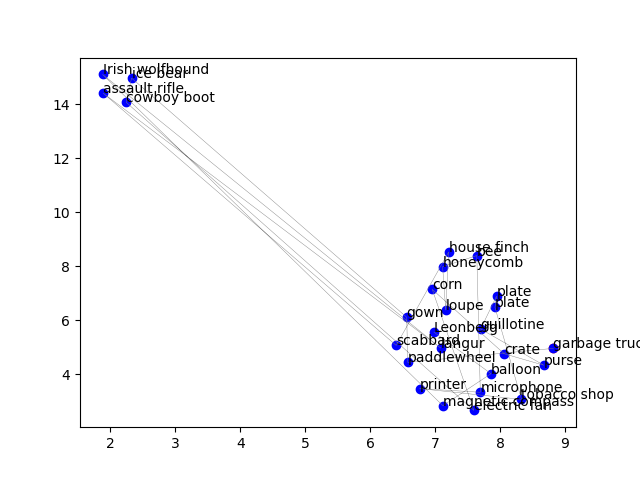 Irish wolfhound
ice bear
assault rifle
cowboy boot
house finch
bee
honeycomb
corn
plate
plate
loupe
gown
guillotine
Leonberg
scabbard
langur
crate
garbage truc
paddlewheel
purse
balloon
printer
microphone
tobacco shop
magnetic compass
electric fan
14
12
10
8
6
4
2 3 4 5 6 7 8 9